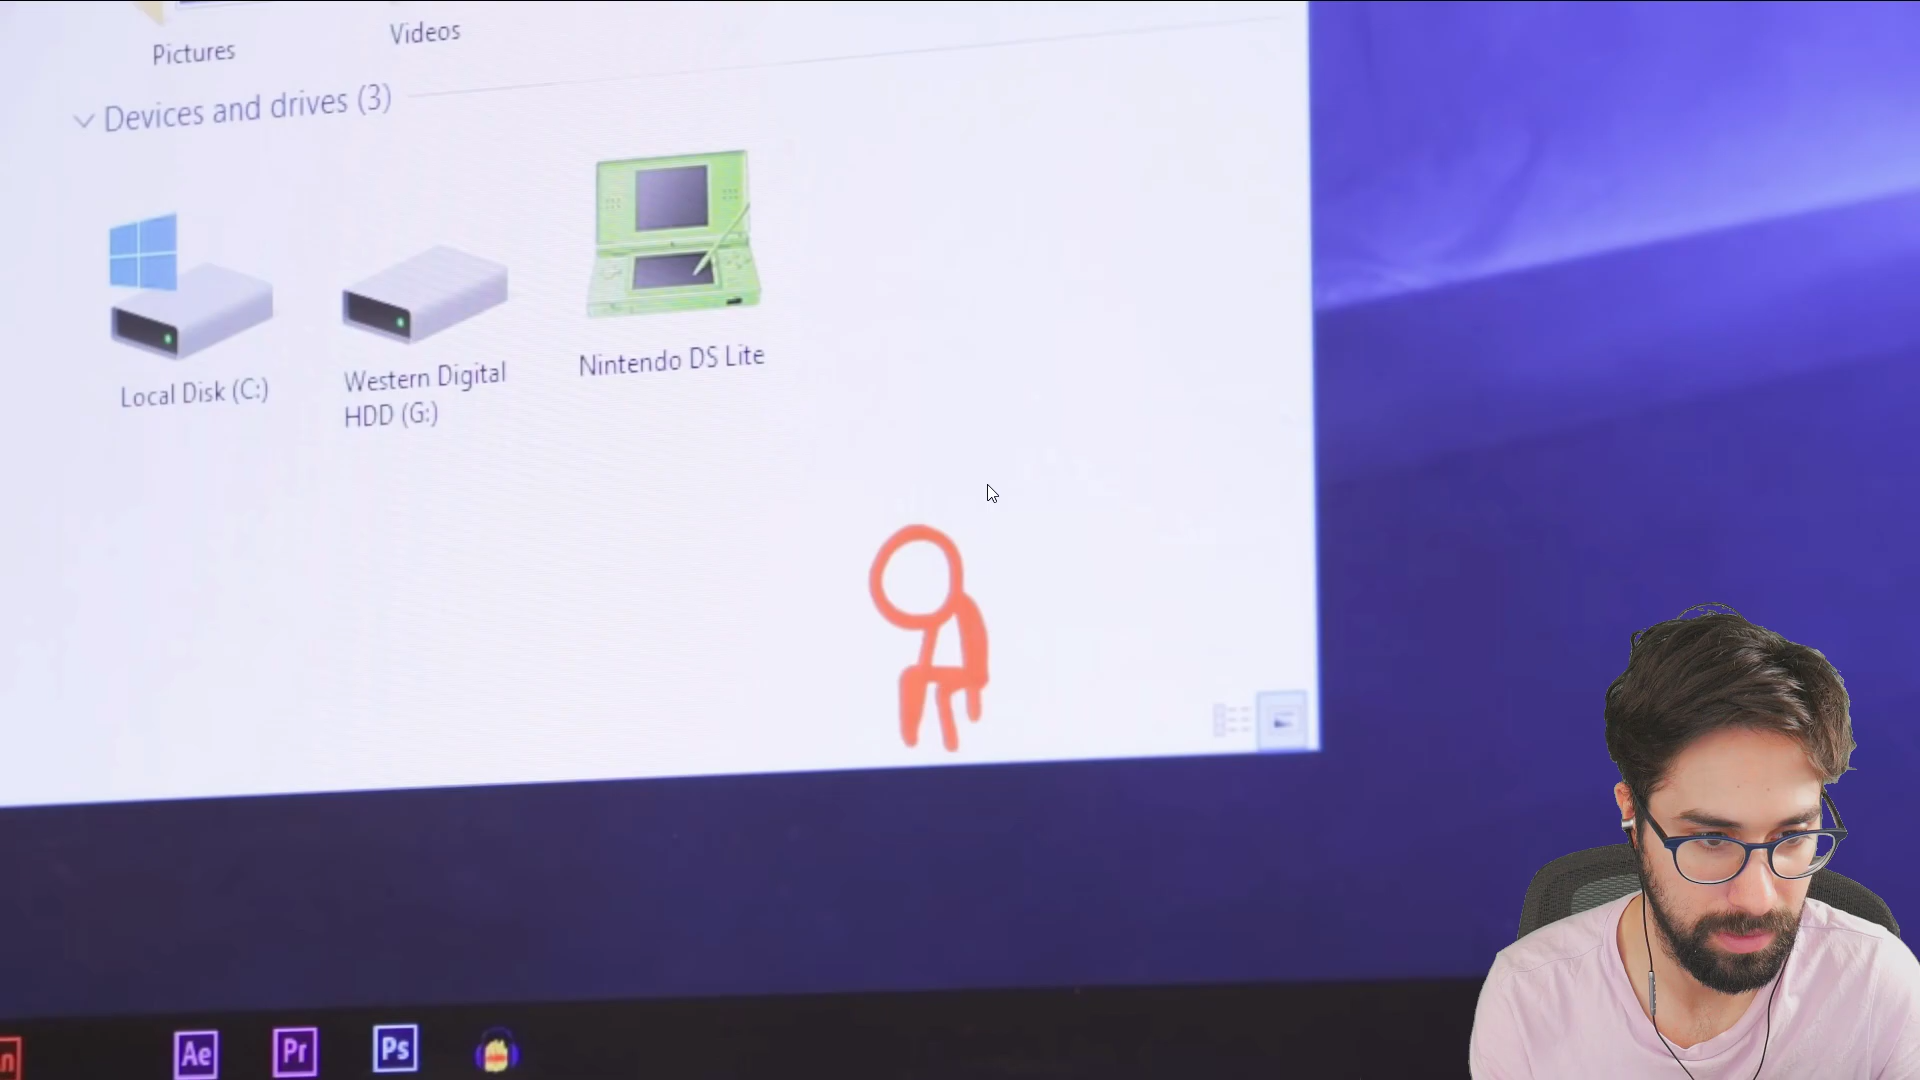 Pictures
Videos
Devices and drives (3)
Local Disk (C:)
Western Digital
HDD (G:)
Nintendo DS Lite
Ae
Pr
Ps